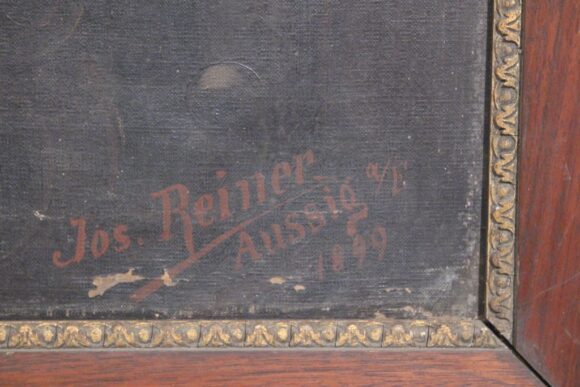 Jos. Reiner
Aussig a/E
1899